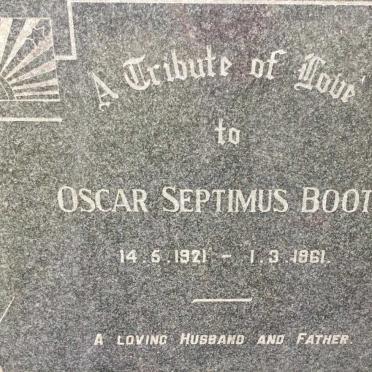 A Tribute of Love
to
OSCAR SEPTIMUS BOOT
14.5.1921 - 1.3.1961.
A LOVING HUSBAND AND FATHER.